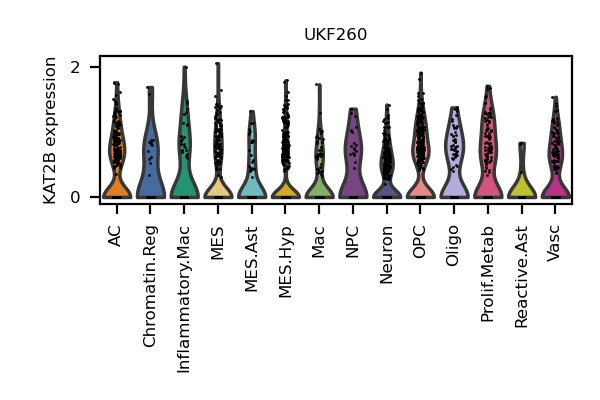 UKF260
KAT2B expression
2
0
AC
Chromatin.Reg
Inflammatory.Mac
MES
MES.Ast
MES.Hyp
Mac
NPC
Neuron
OPC
Oligo
Prolif.Metab
Reactive.Ast
Vasc